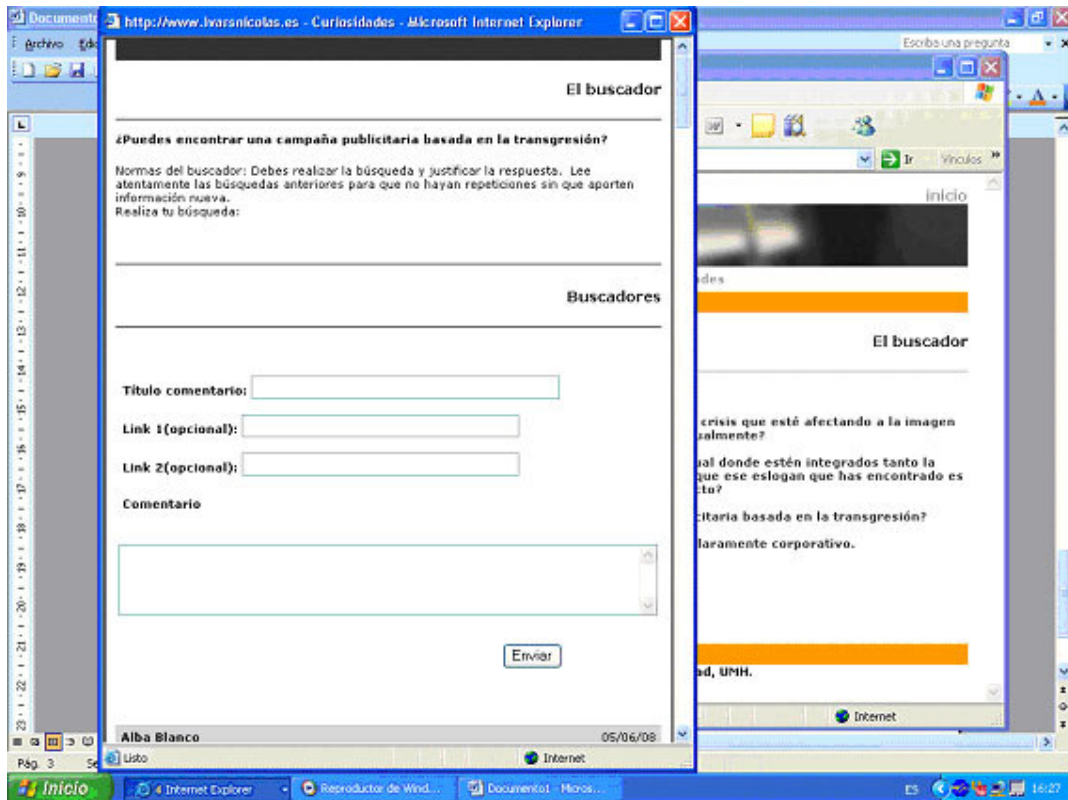 Documento
http://www.ivarsnicolas.es - Curiosidades - Microsoft Internet Explorer
Archivo
Escriba una pregunta
El buscador
¿Puedes encontrar una campaña publicitaria basada en la transgresión?
Normas del buscador: Debes realizar la búsqueda y justificar la respuesta. Lee
atentamente las búsquedas anteriores para que no hayan repeticiones sin que aporten
información nueva.
Realiza tu búsqueda:
Buscadores
Título comentario:
Link 1(opcional):
Link 2(opcional):
Comentario
Enviar
Alba Blanco 05/06/08
Listo Internet
Ir Vínculos
inicio
des
El buscador
crisis que esté afectando a la imagen
ualmente?
ual donde estén integrados tanto la
que ese eslogan que has encontrado es
cto?
citaria basada en la transgresión?
laramente corporativo.
ad, UMH.
Internet
Pág. 3 Se
Inicio 4 Internet Explorer Reproductor de Wind... Documento1 - Micros... ES 16:27